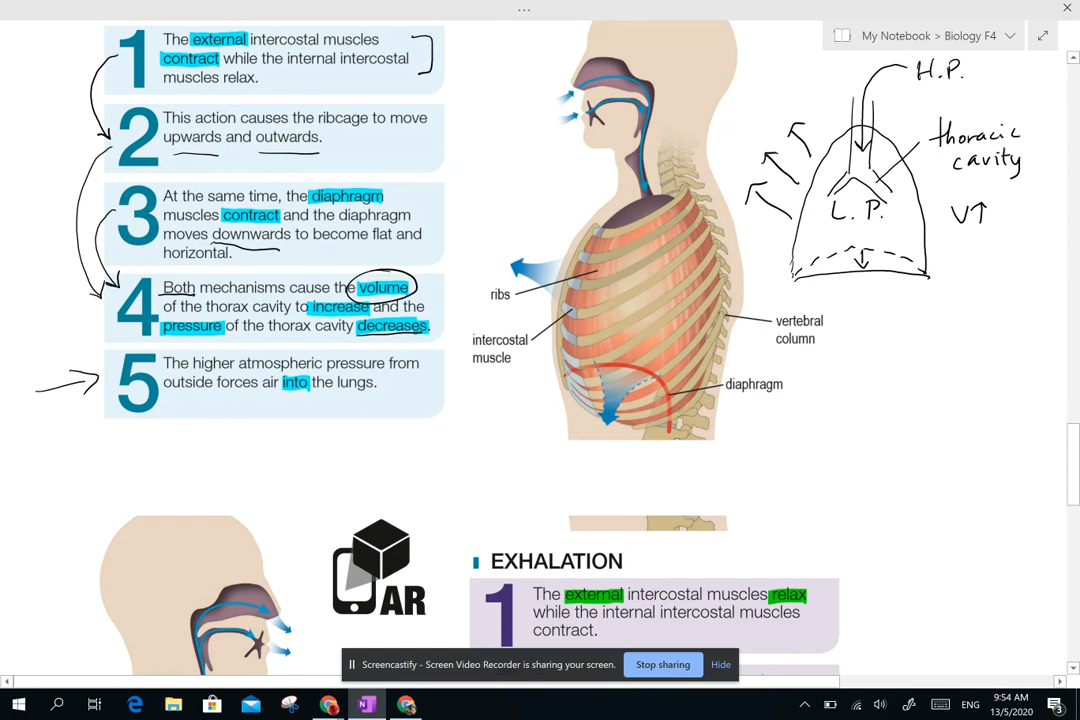 My Notebook > Biology F4
1
The external intercostal muscles
contract while the internal intercostal
muscles relax.
2
This action causes the ribcage to move
upwards and outwards.
3
At the same time, the diaphragm
muscles contract and the diaphragm
moves downwards to become flat and
horizontal.
4
Both mechanisms cause the volume
of the thorax cavity to increase and the
pressure of the thorax cavity decreases.
5
The higher atmospheric pressure from
outside forces air into the lungs.
ribs
intercostal
muscle
vertebral
column
diaphragm
H.P.
thoracic
cavity
L. P.
V↑
AR
EXHALATION
1
The external intercostal muscles relax
while the internal intercostal muscles
contract.
Screencastify - Screen Video Recorder is sharing your screen.
Stop sharing
Hide
ENG
9:54 AM
13/5/2020
3